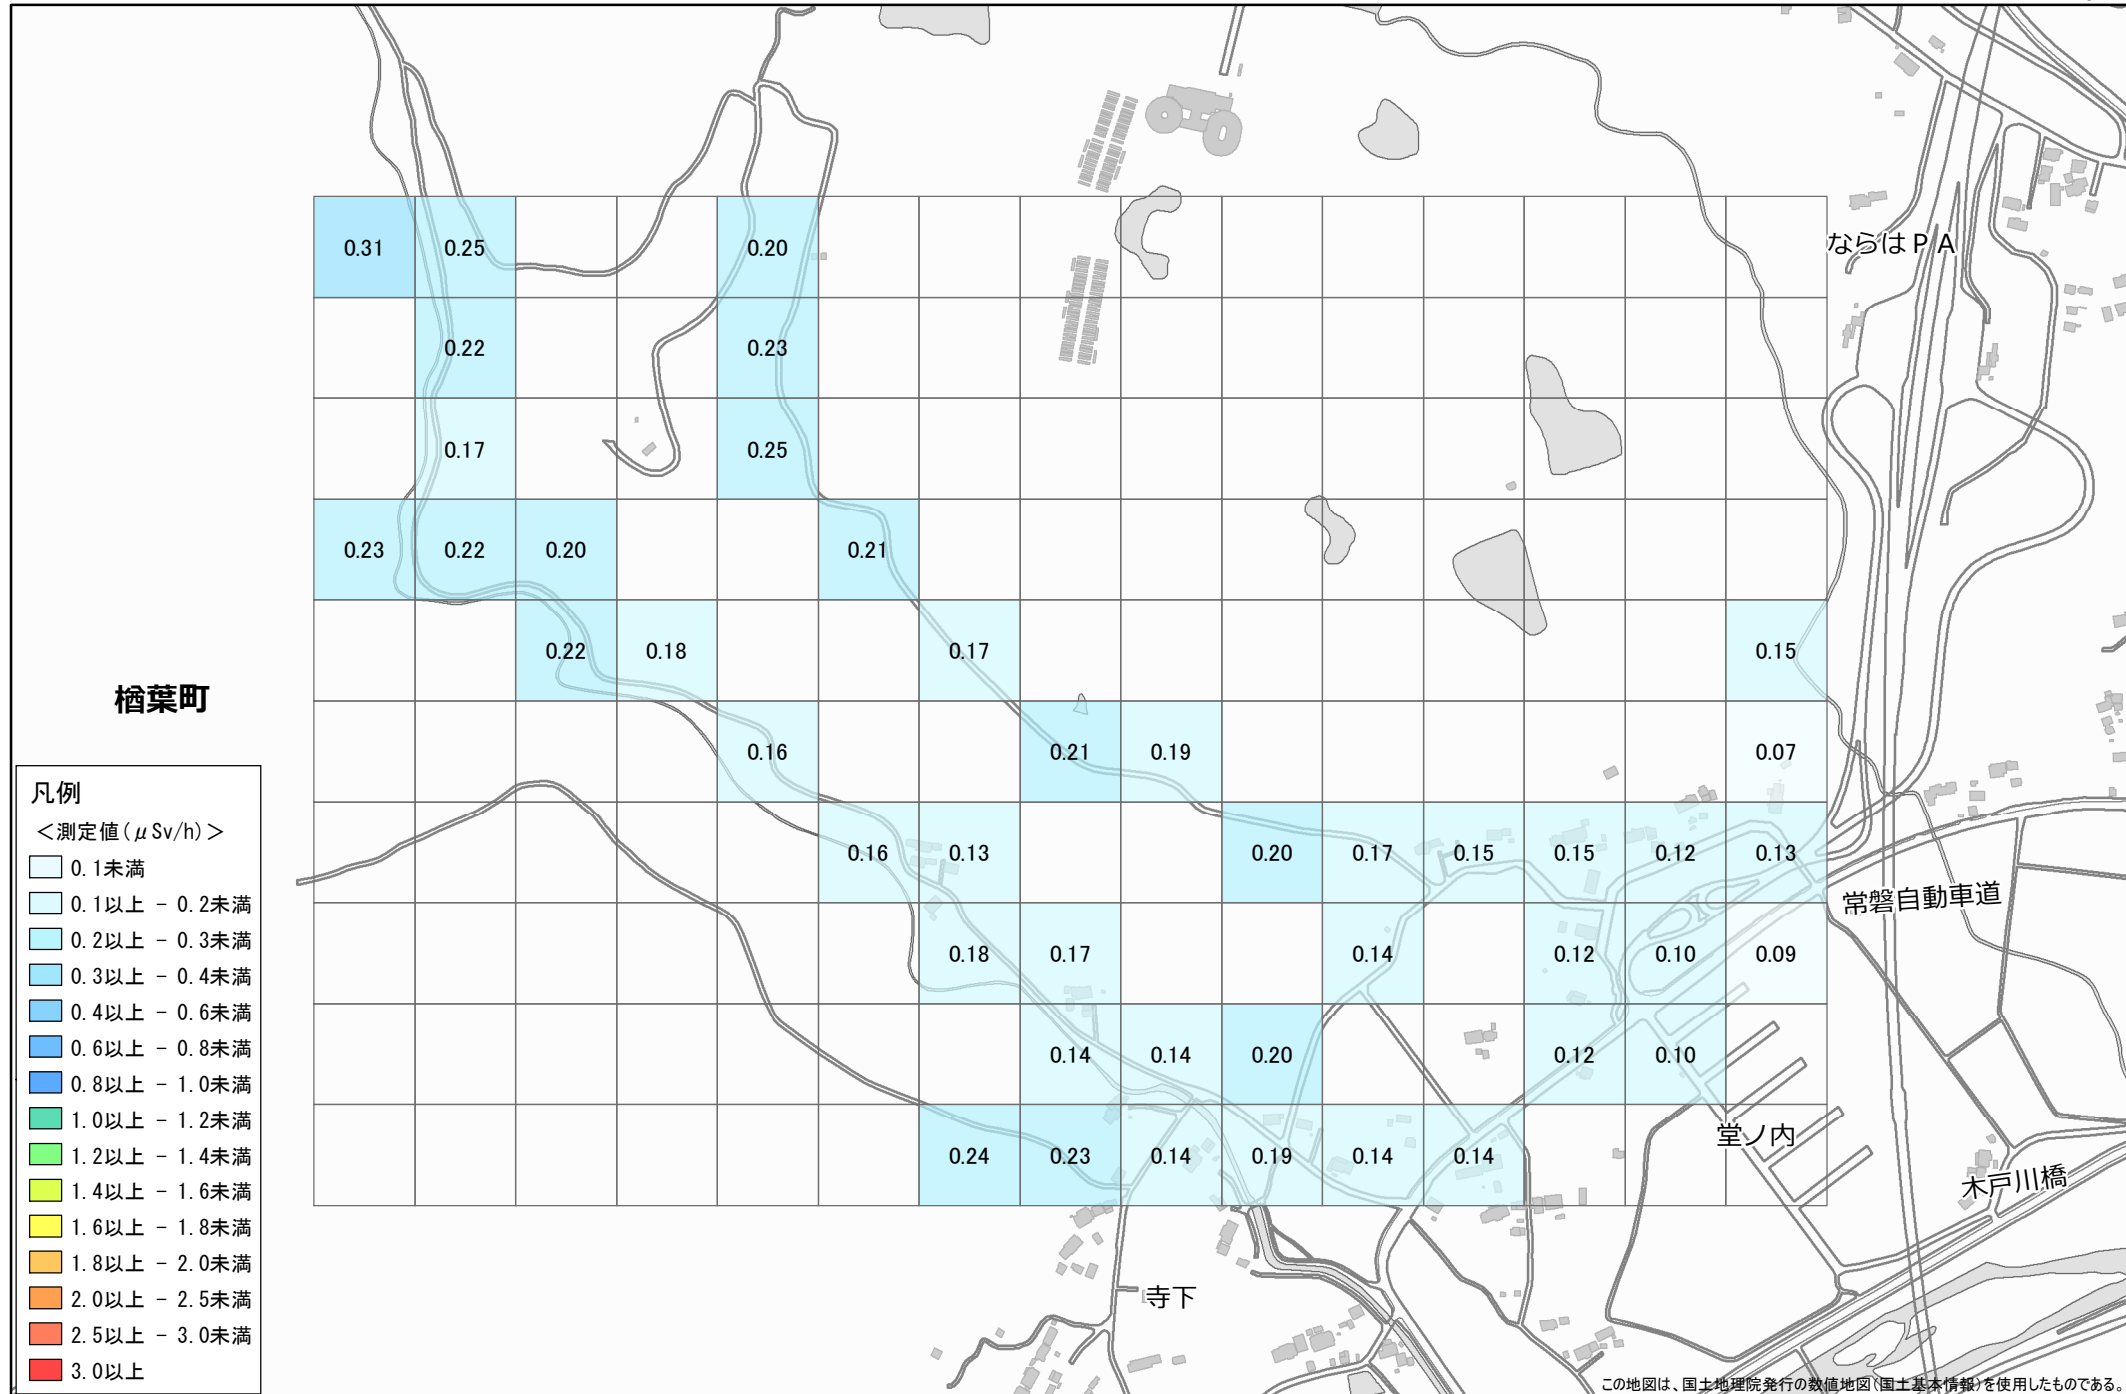 0.31 0.25 0.20
ならはＰＡ
0.22 0.23
0.17 0.25
0.23 0.22 0.20 0.21
0.22 0.18 0.17 0.15
楢葉町
0.16 0.21 0.19 0.07
0.16 0.13 0.20 0.17 0.15 0.15 0.12 0.13
常磐自動車道
0.18 0.17 0.14 0.12 0.10 0.09
0.14 0.14 0.20 0.12 0.10
堂ノ内
0.24 0.23 0.14 0.19 0.14 0.14
木戸川橋
寺下
凡例
＜測定値(μSv/h)＞
0.1未満
0.1以上 － 0.2未満
0.2以上 － 0.3未満
0.3以上 － 0.4未満
0.4以上 － 0.6未満
0.6以上 － 0.8未満
0.8以上 － 1.0未満
1.0以上 － 1.2未満
1.2以上 － 1.4未満
1.4以上 － 1.6未満
1.6以上 － 1.8未満
1.8以上 － 2.0未満
2.0以上 － 2.5未満
2.5以上 － 3.0未満
3.0以上
この地図は、国土地理院発行の数値地図(国土基本情報)を使用したものである。